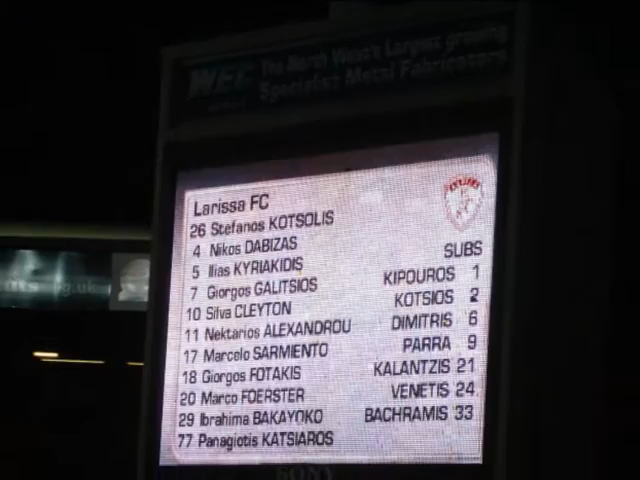 WEC The North West's Largest growing
Specialist Metal Fabricators
Larissa FC
26 Stefanos KOTSOLIS
4 Nikos DABIZAS
5 Ilias KYRIAKIDIS
7 Giorgos GALITSIOS
10 Silva CLEYTON
11 Nektarios ALEXANDROU
17 Marcelo SARMIENTO
18 Giorgos FOTAKIS
20 Marco FOERSTER
29 Ibrahima BAKAYOKO
77 Panagiotis KATSIAROS
SUBS
KIPOUROS 1
KOTSIOS 2
DIMITRIS 6
PARRA 9
KALANTZIS 21
VENETIS 24
BACHRAMIS 33
SONY